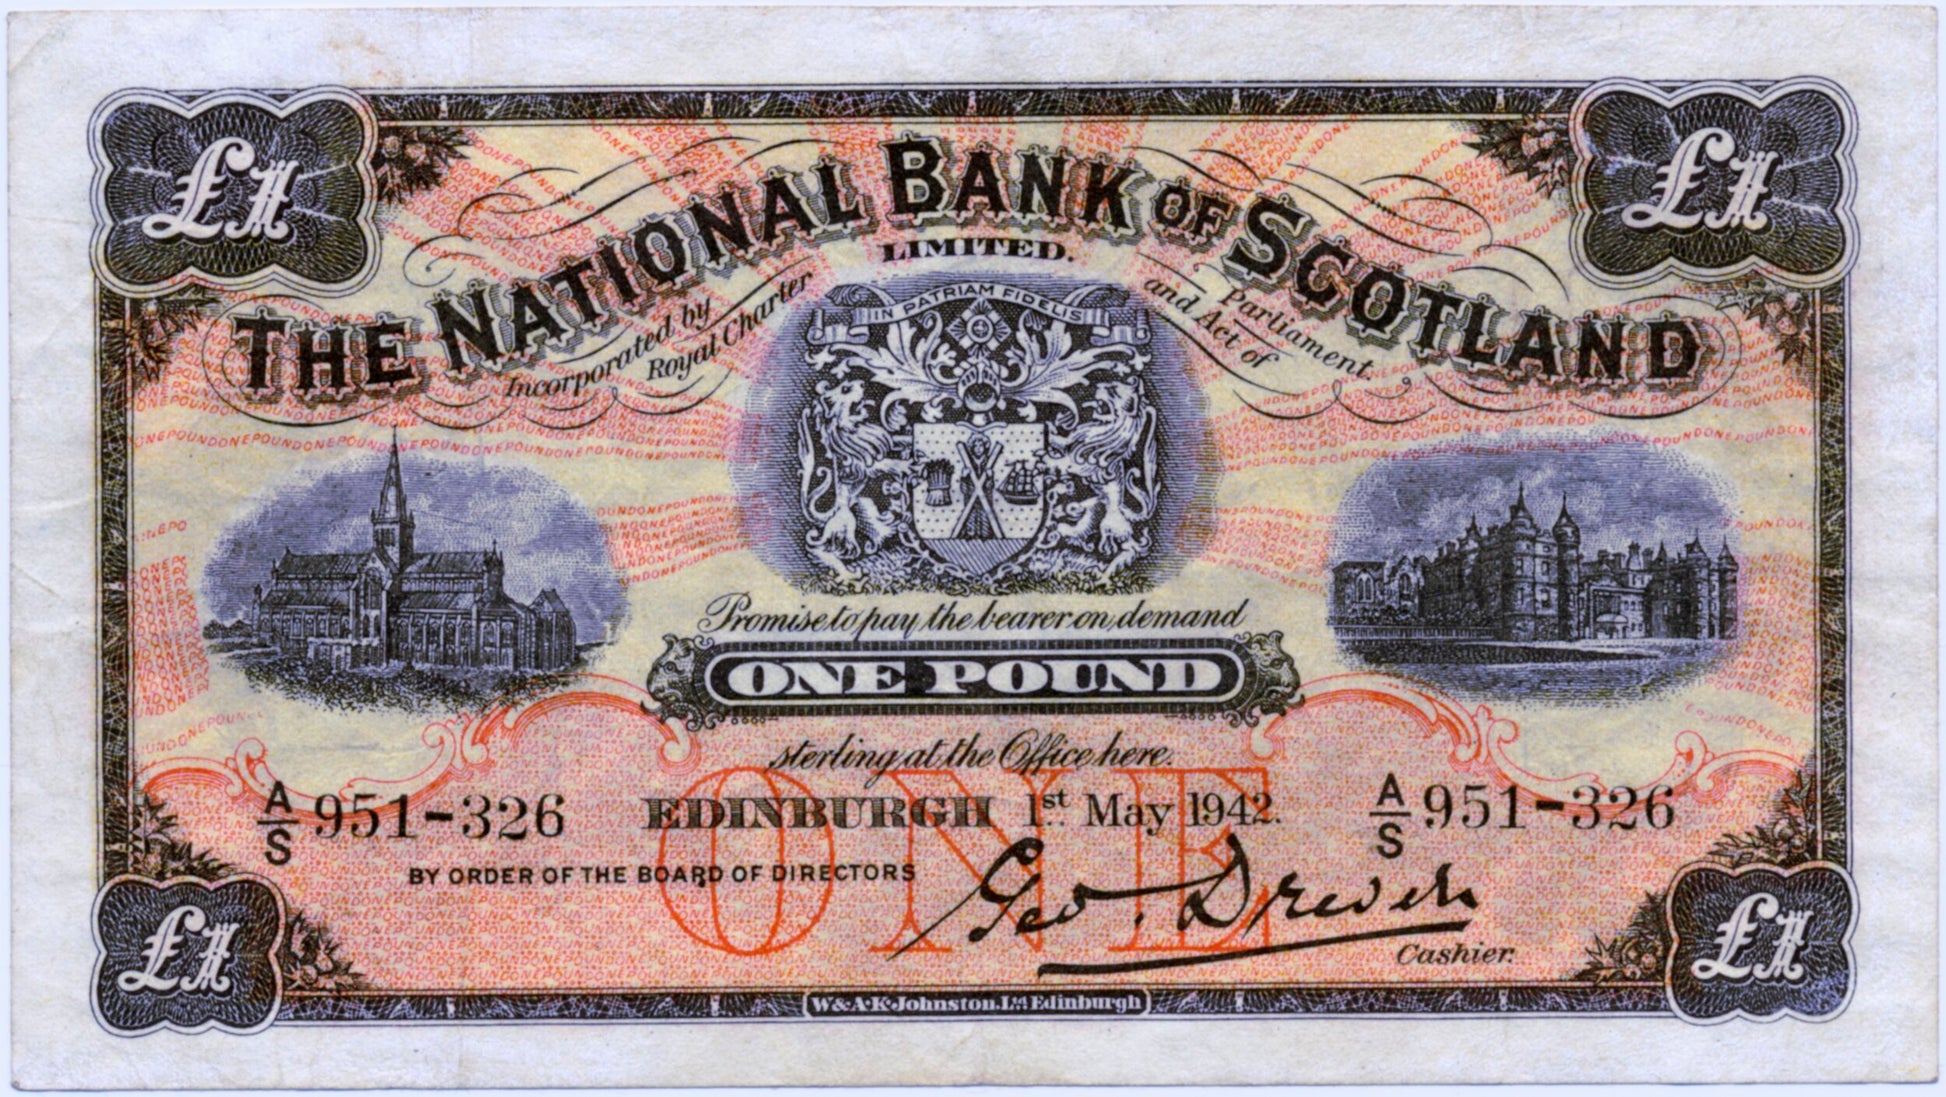 £1 £1
THE NATIONAL BANK OF SCOTLAND
LIMITED.
Incorporated by Royal Charter
and Act of Parliament.
IN PATRIAM FIDELIS
Promise to pay the bearer on demand
ONE POUND
sterling at the Office here.
A/S 951-326 EDINBURGH 1st May 1942. A/S 951-326
BY ORDER OF THE BOARD OF DIRECTORS
ONE
Geo. Drever
Cashier.
£1 £1
W. & A.K. Johnston. Ltd Edinburgh